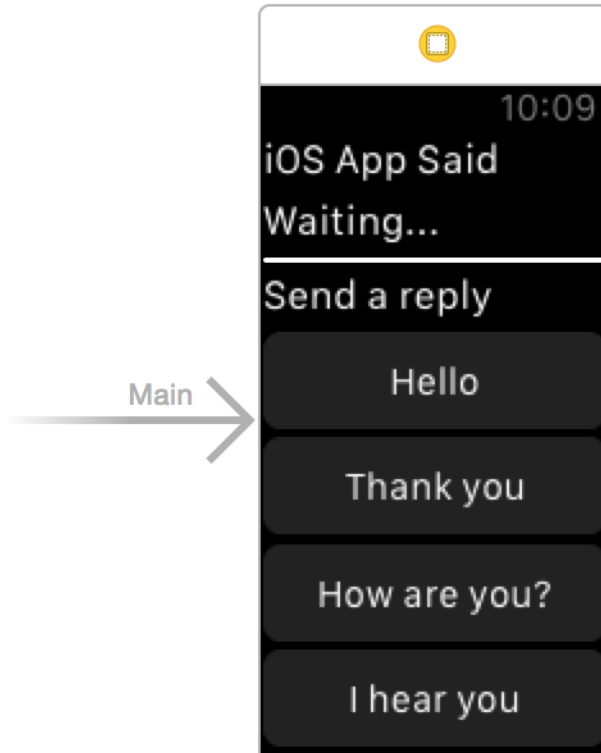 10:09
iOS App Said
Waiting...
Send a reply
Hello
Main
Thank you
How are you?
I hear you